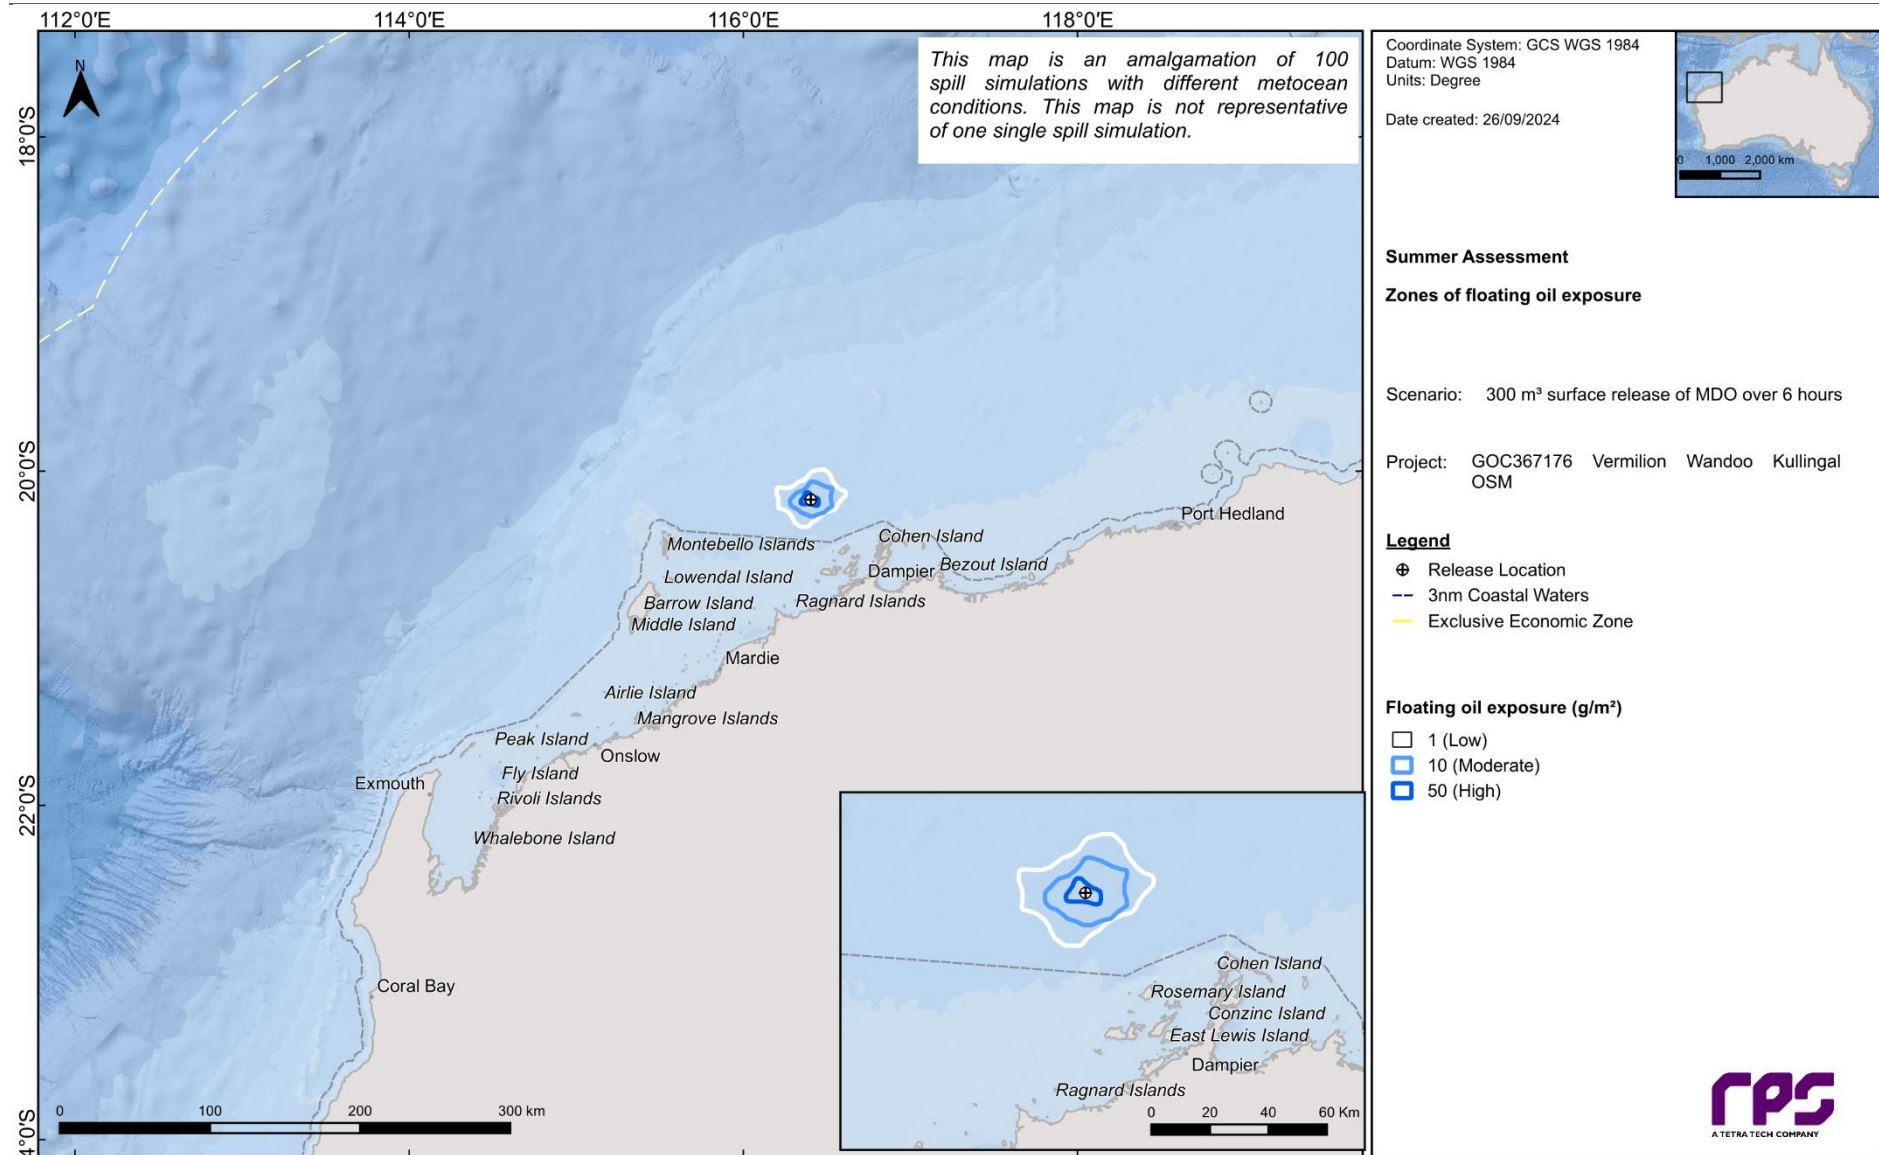 112°0'E
114°0'E
116°0'E
118°0'E
18°0'S
20°0'S
22°0'S
4°0'S
N
This map is an amalgamation of 100
spill simulations with different metocean
conditions. This map is not representative
of one single spill simulation.
Port Hedland
Cohen Island
Montebello Islands
Bezout Island
Dampier
Lowendal Island
Ragnard Islands
Barrow Island
Middle Island
Mardie
Airlie Island
Mangrove Islands
Peak Island
Onslow
Fly Island
Exmouth
Rivoli Islands
Whalebone Island
Coral Bay
0 100 200 300 km
Cohen Island
Rosemary Island
Conzinc Island
East Lewis Island
Dampier
Ragnard Islands
0 20 40 60 Km
Coordinate System: GCS WGS 1984
Datum: WGS 1984
Units: Degree
Date created: 26/09/2024
0 1,000 2,000 km
Summer Assessment
Zones of floating oil exposure
Scenario: 300 m³ surface release of MDO over 6 hours
Project: GOC367176 Vermilion Wandoo Kullingal
OSM
Legend
Release Location
3nm Coastal Waters
Exclusive Economic Zone
Floating oil exposure (g/m²)
1 (Low)
10 (Moderate)
50 (High)
rps
A TETRA TECH COMPANY